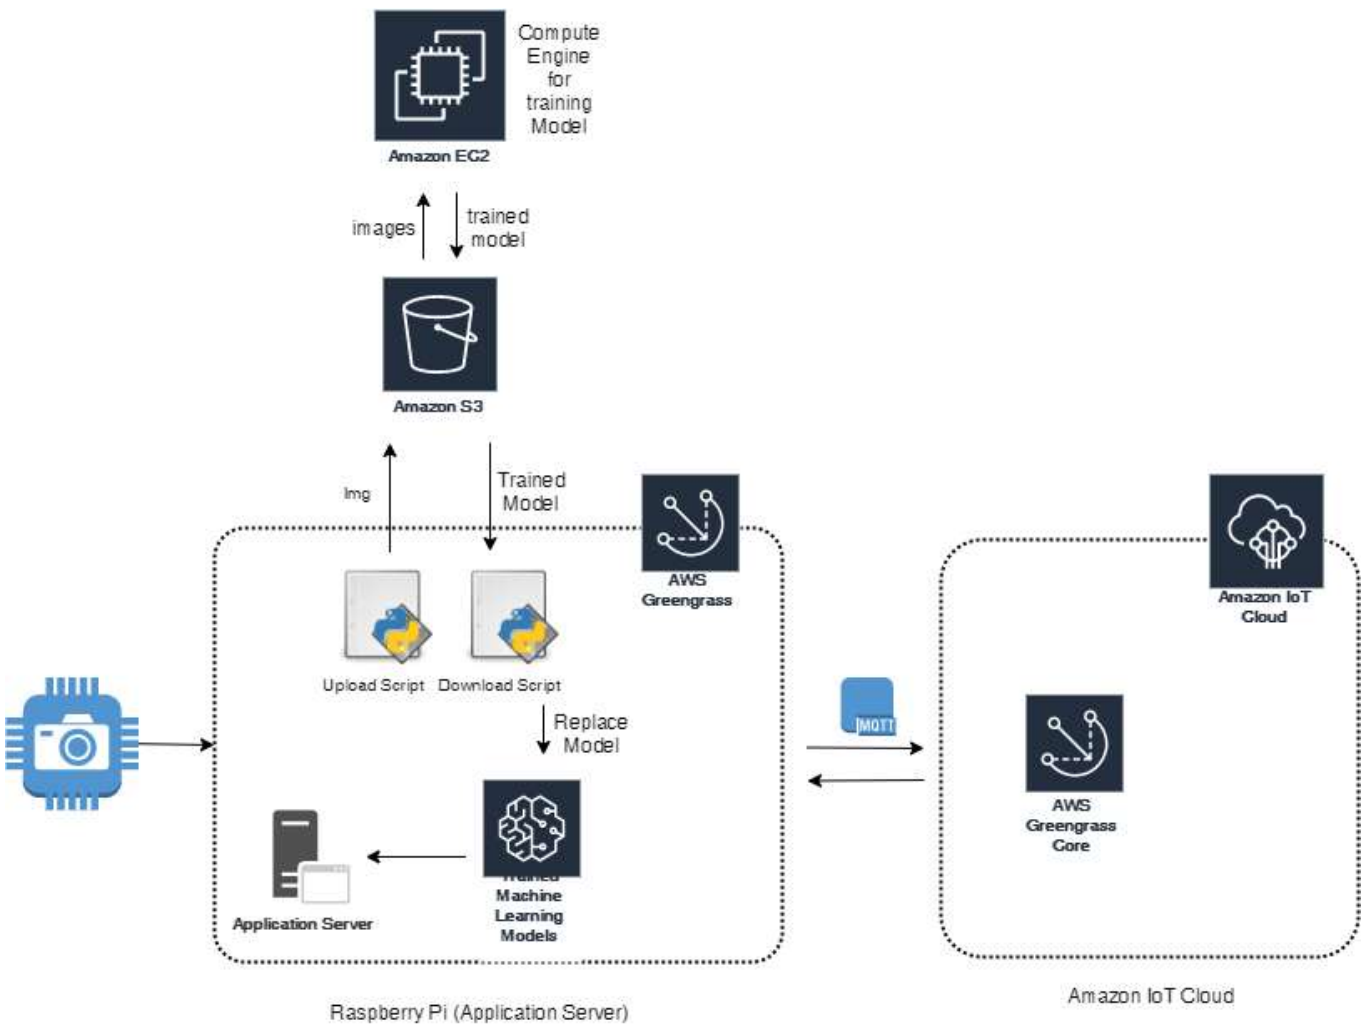 Compute
Engine
for
training
Model
Amazon EC2
images
trained
model
Amazon S3
Img
Trained
Model
AWS
Greengrass
Amazon IoT
Cloud
Upload Script
Download Script
Replace
Model
MQTT
AWS
Greengrass
Core
Trained
Machine
Learning
Models
Application Server
Raspberry Pi (Application Server)
Amazon IoT Cloud